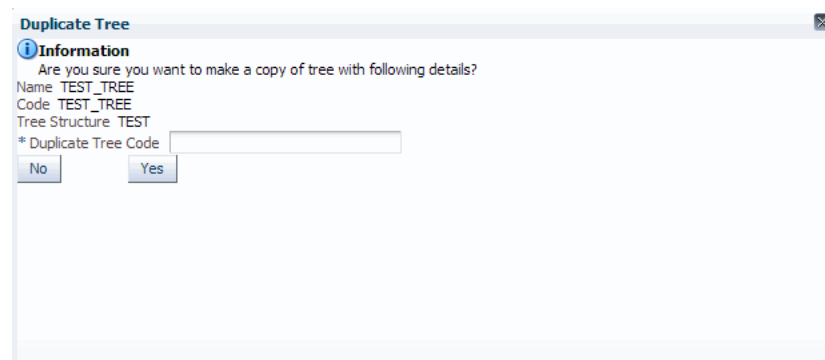 Duplicate Tree
Information
Are you sure you want to make a copy of tree with following details?
Name TEST_TREE
Code TEST_TREE
Tree Structure TEST
* Duplicate Tree Code
No Yes